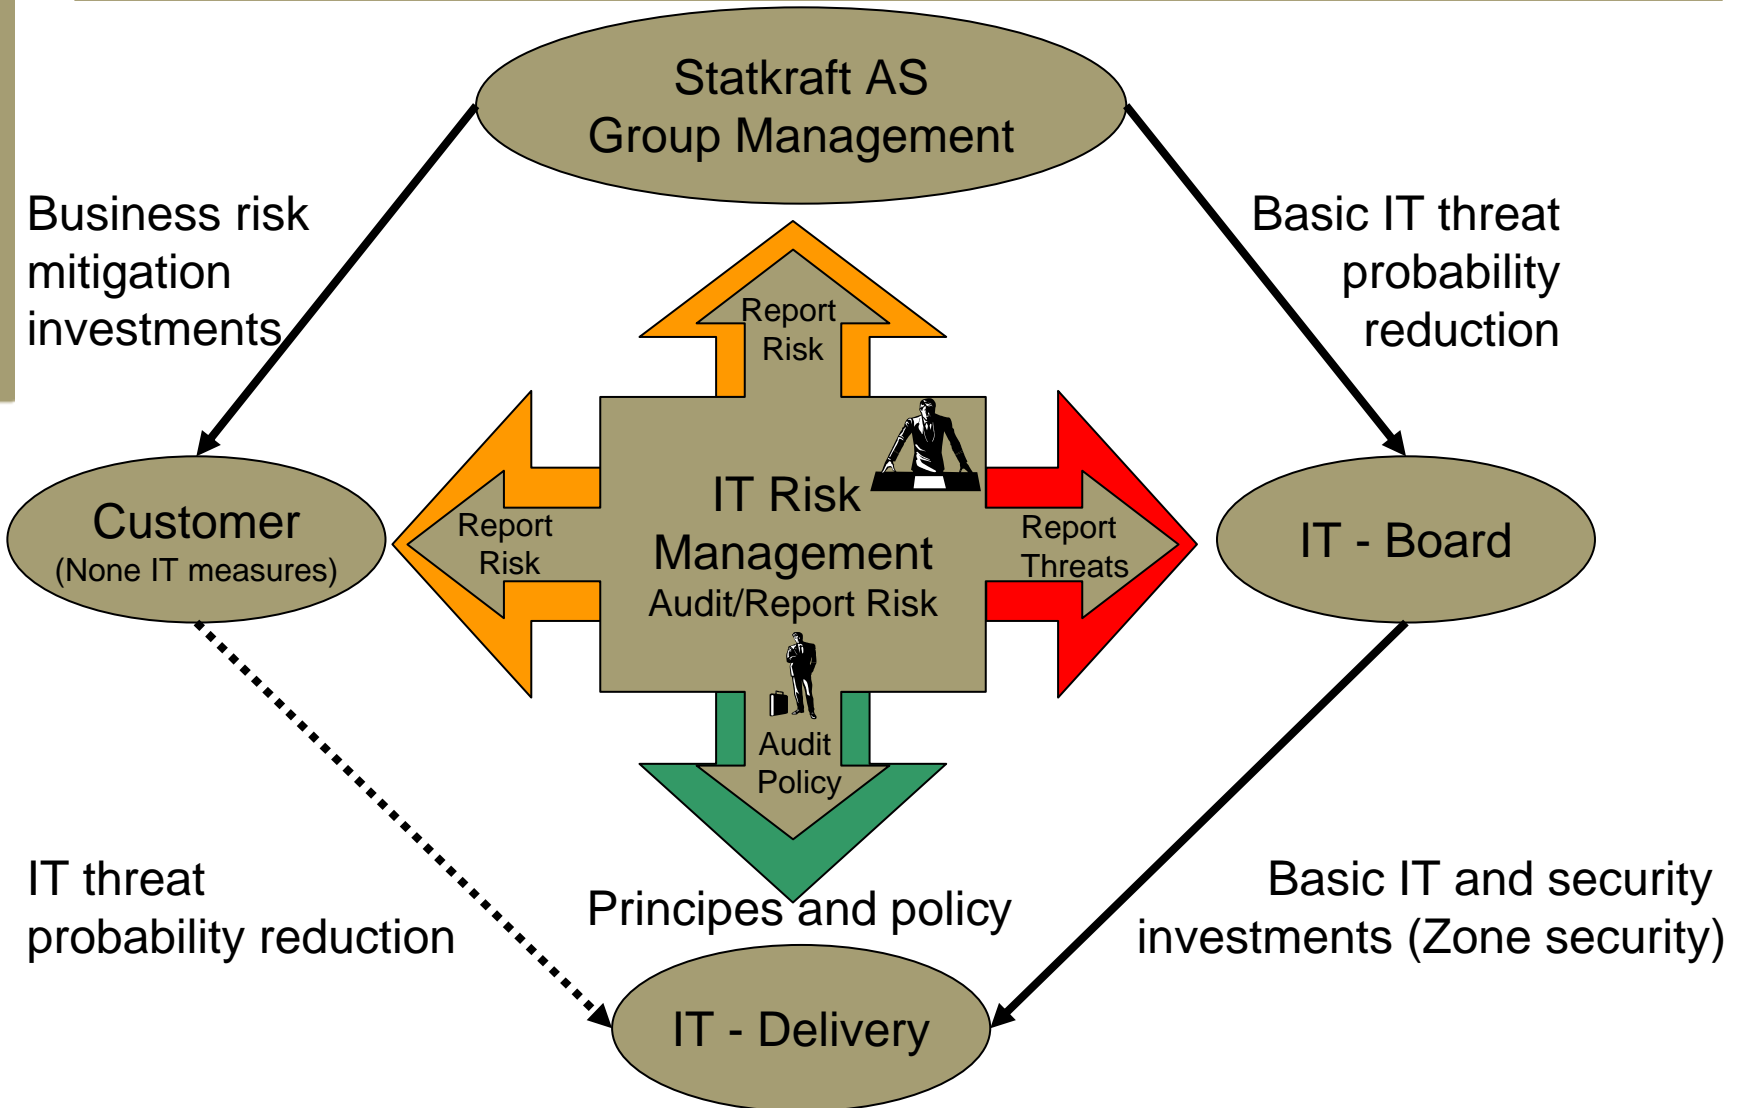 Statkraft AS
Group Management
Business risk
mitigation
investments
Basic IT threat
probability
reduction
Report
Risk
Customer
(None IT measures)
Report
Risk
IT Risk
Management
Audit/Report Risk
Report
Threats
IT - Board
Audit
Policy
IT threat
probability reduction
Principes and policy
Basic IT and security
investments (Zone security)
IT - Delivery